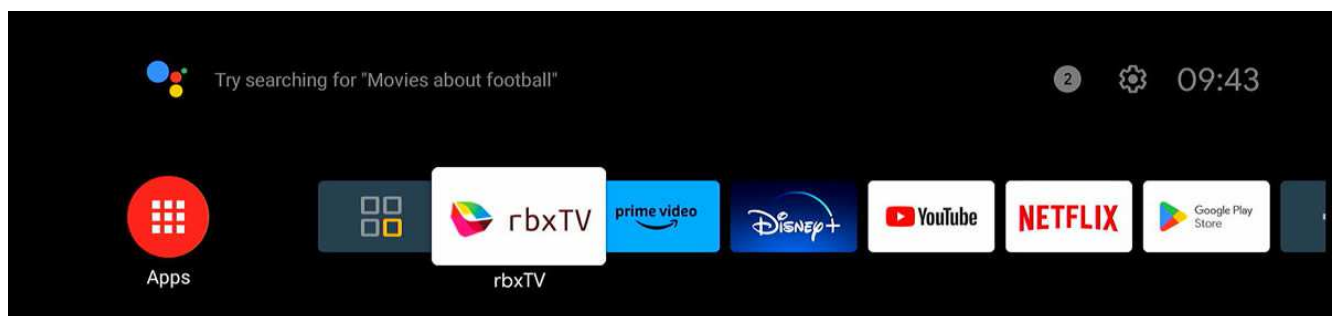 Try searching for "Movies about football"
2
09:43
rbxTV
prime video
Disney+
YouTube
NETFLIX
Google Play
Store
Apps
rbxTV